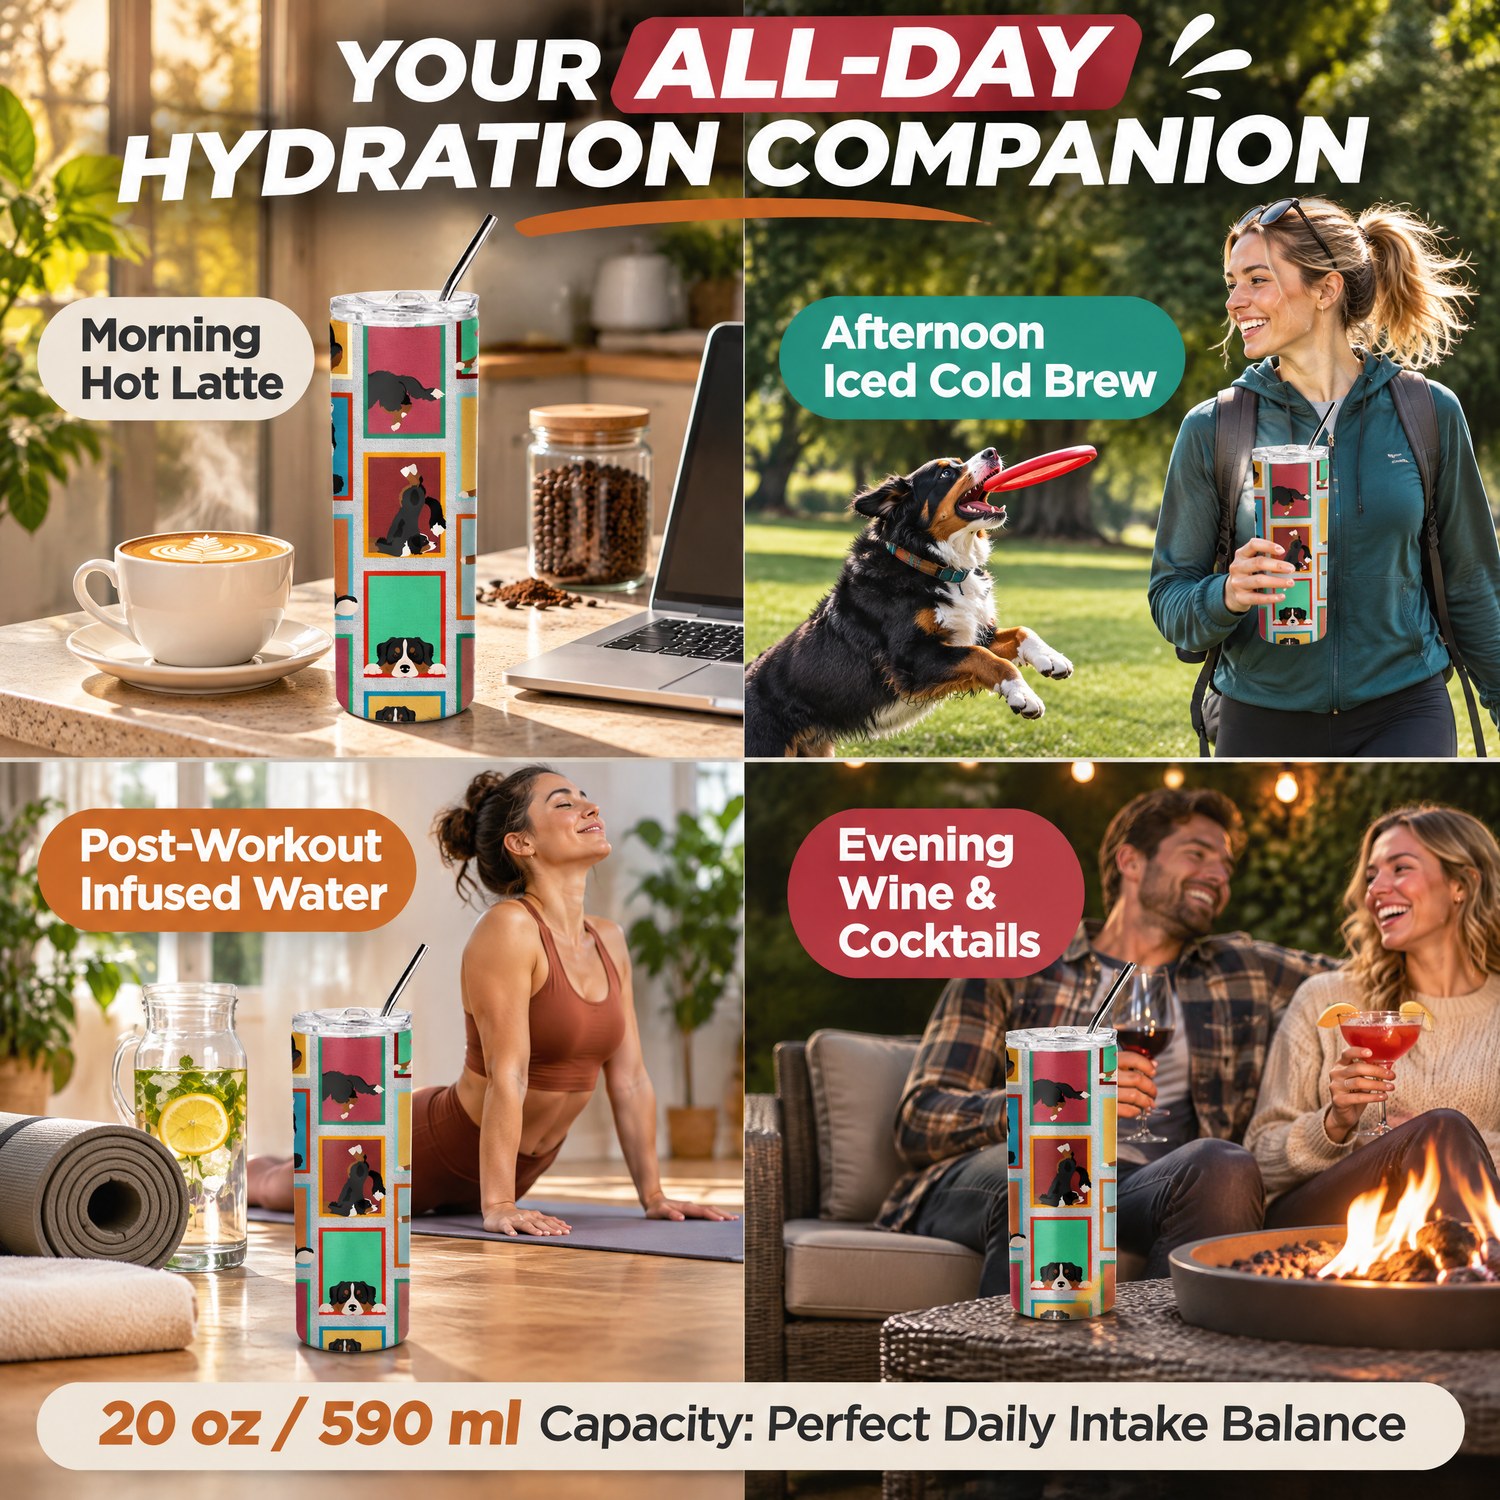 YOUR ALL-DAY
HYDRATION COMPANION
Morning
Hot Latte
Afternoon
Iced Cold Brew
Post-Workout
Infused Water
Evening
Wine &
Cocktails
20 oz / 590 ml Capacity: Perfect Daily Intake Balance